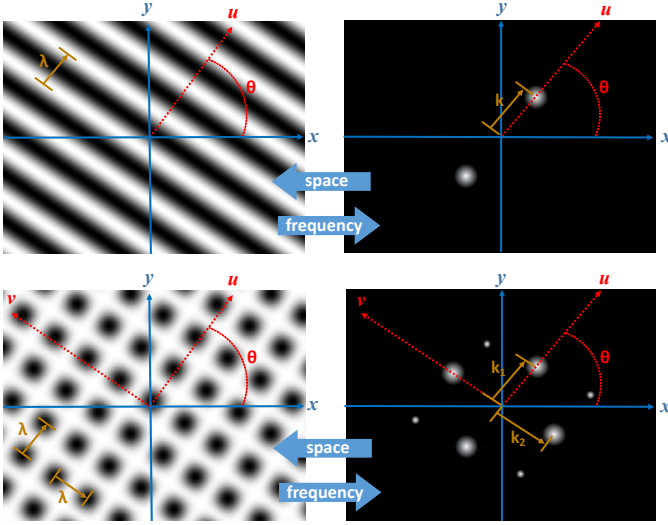 y
u
λ
θ
x
y
u
k
θ
x
space
frequency
y
u
v
θ
x
λ
λ
y
u
v
k1
θ
x
k2
space
frequency